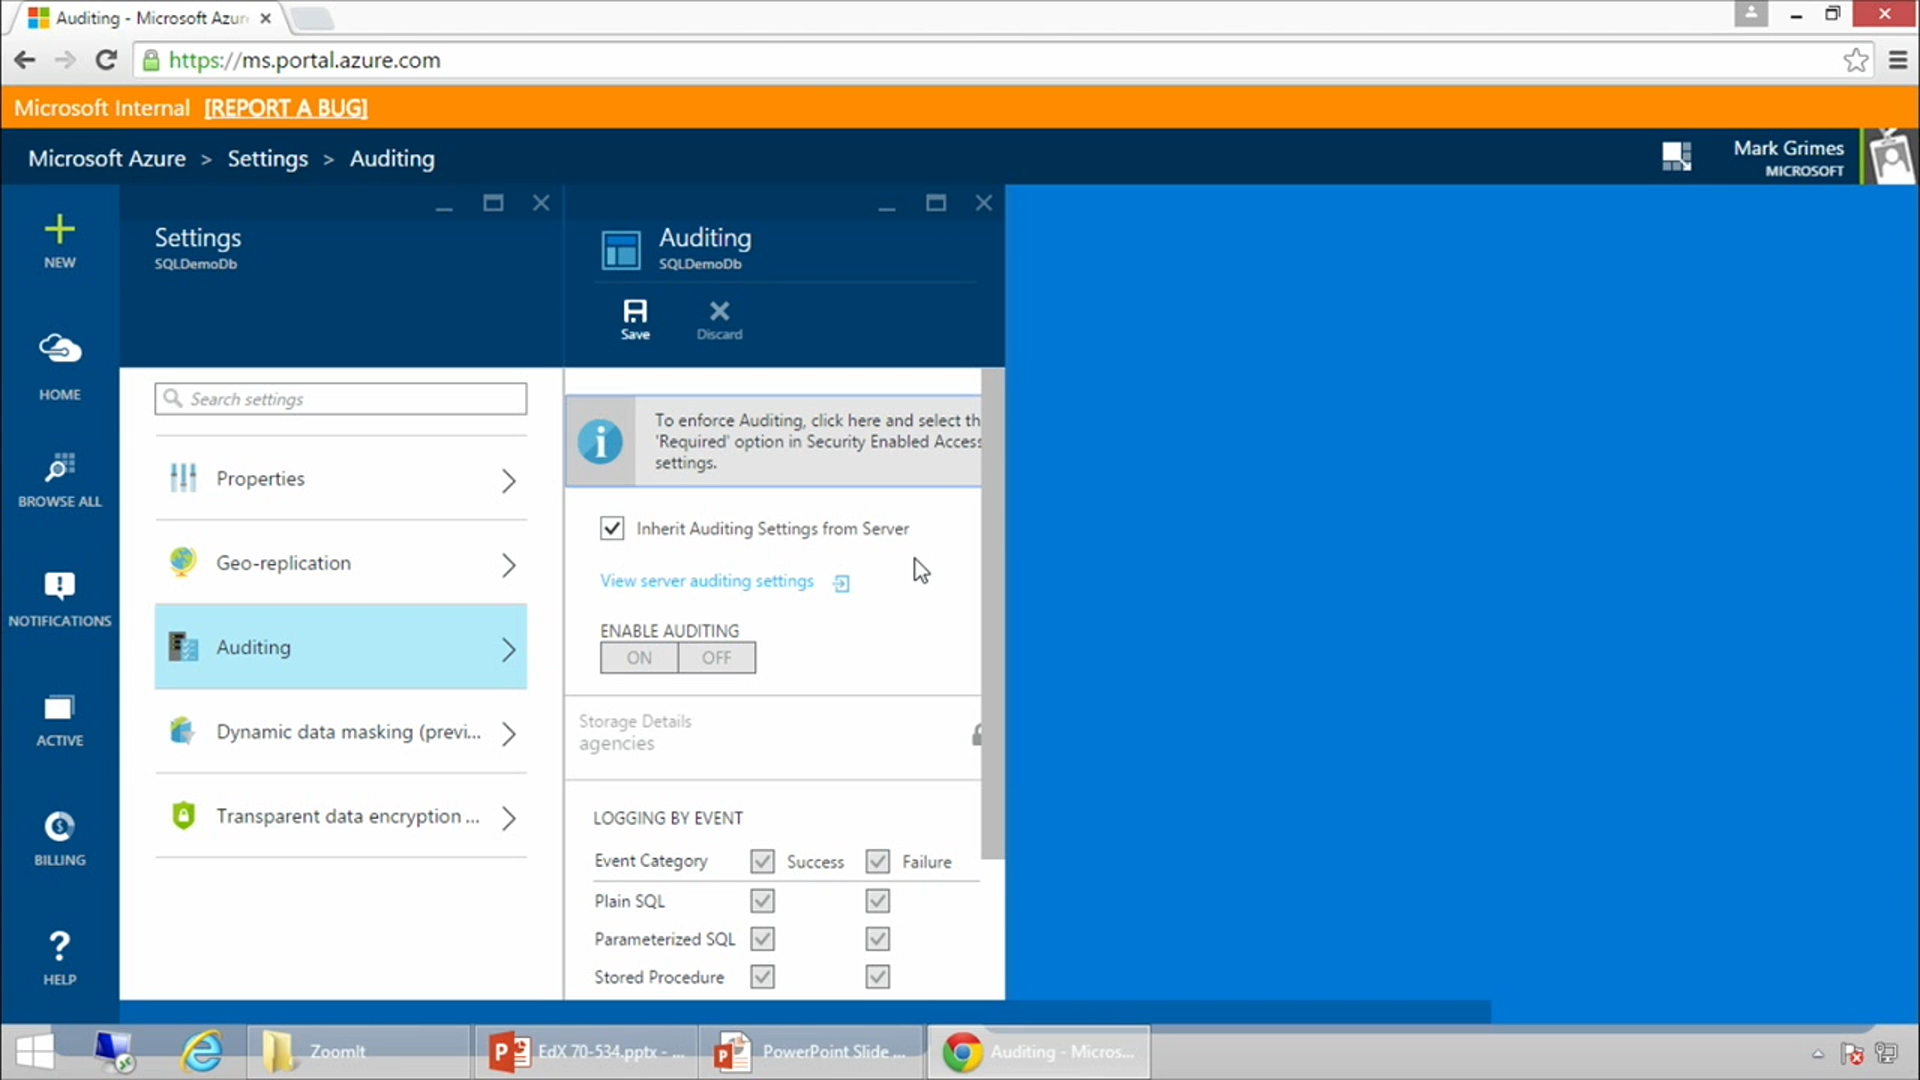 Auditing - Microsoft Azur
https://ms.portal.azure.com
Microsoft Internal [REPORT A BUG]
Microsoft Azure > Settings > Auditing
Mark Grimes
MICROSOFT
NEW
HOME
BROWSE ALL
NOTIFICATIONS
ACTIVE
BILLING
HELP
Settings
SQLDemoDb
Search settings
Properties
Geo-replication
Auditing
Dynamic data masking (previ...
Transparent data encryption ...
Auditing
SQLDemoDb
Save
Discard
To enforce Auditing, click here and select th
'Required' option in Security Enabled Access
settings.
Inherit Auditing Settings from Server
View server auditing settings
ENABLE AUDITING
ON OFF
Storage Details
agencies
LOGGING BY EVENT
Event Category Success Failure
Plain SQL
Parameterized SQL
Stored Procedure
ZoomIt
EdX 70-534.pptx - ...
PowerPoint Slide ...
Auditing - Micros...